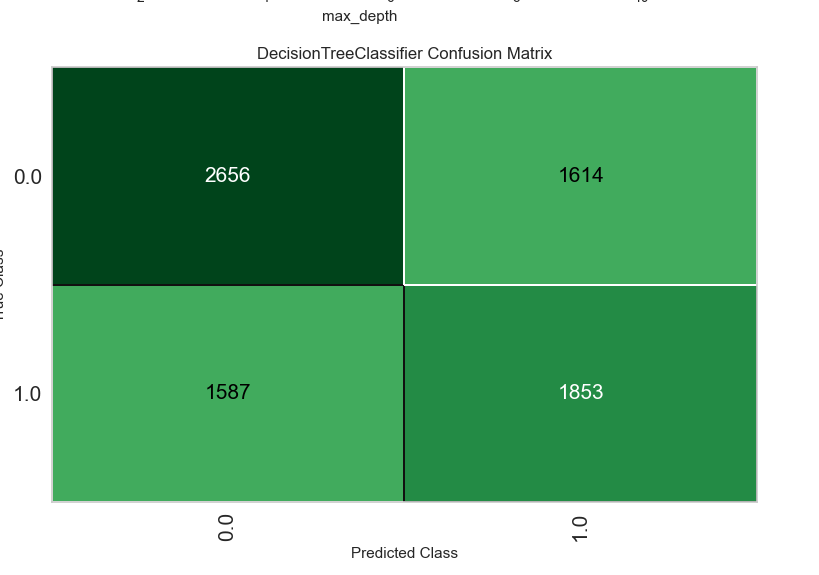 max_depth
DecisionTreeClassifier Confusion Matrix
0.0
2656
1614
1.0
1587
1853
0.0
1.0
Predicted Class